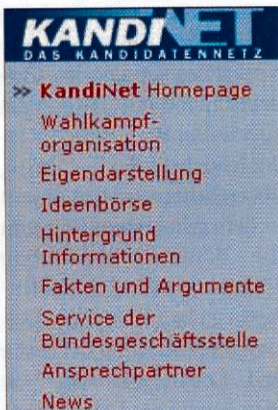 KANDINET
DAS KANDIDATENNETZ
>> KandiNet Homepage
Wahlkampf-
organisation
Eigendarstellung
Ideenbörse
Hintergrund
Informationen
Fakten und Argumente
Service der
Bundesgeschäftsstelle
Ansprechpartner
News